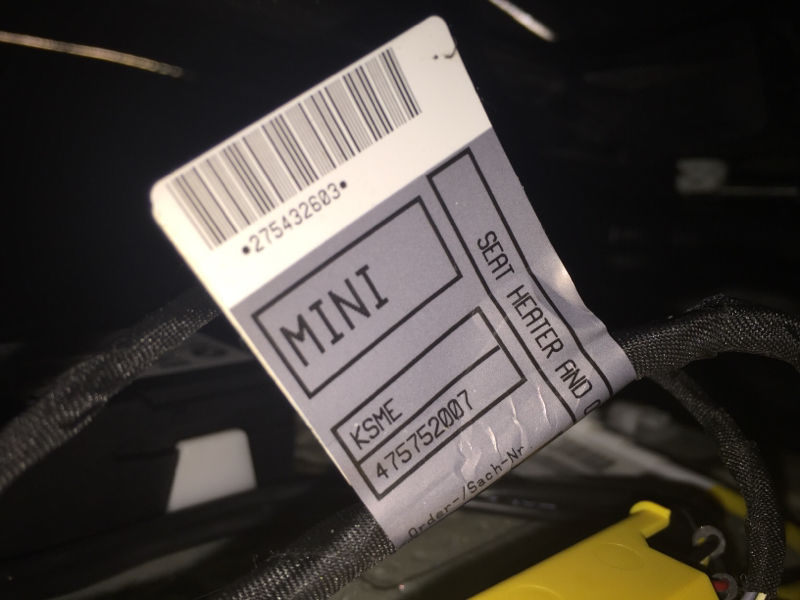 •275432603•
MINI
SEAT HEATER AND
KSME
475752007
Order-/Sach-Nr